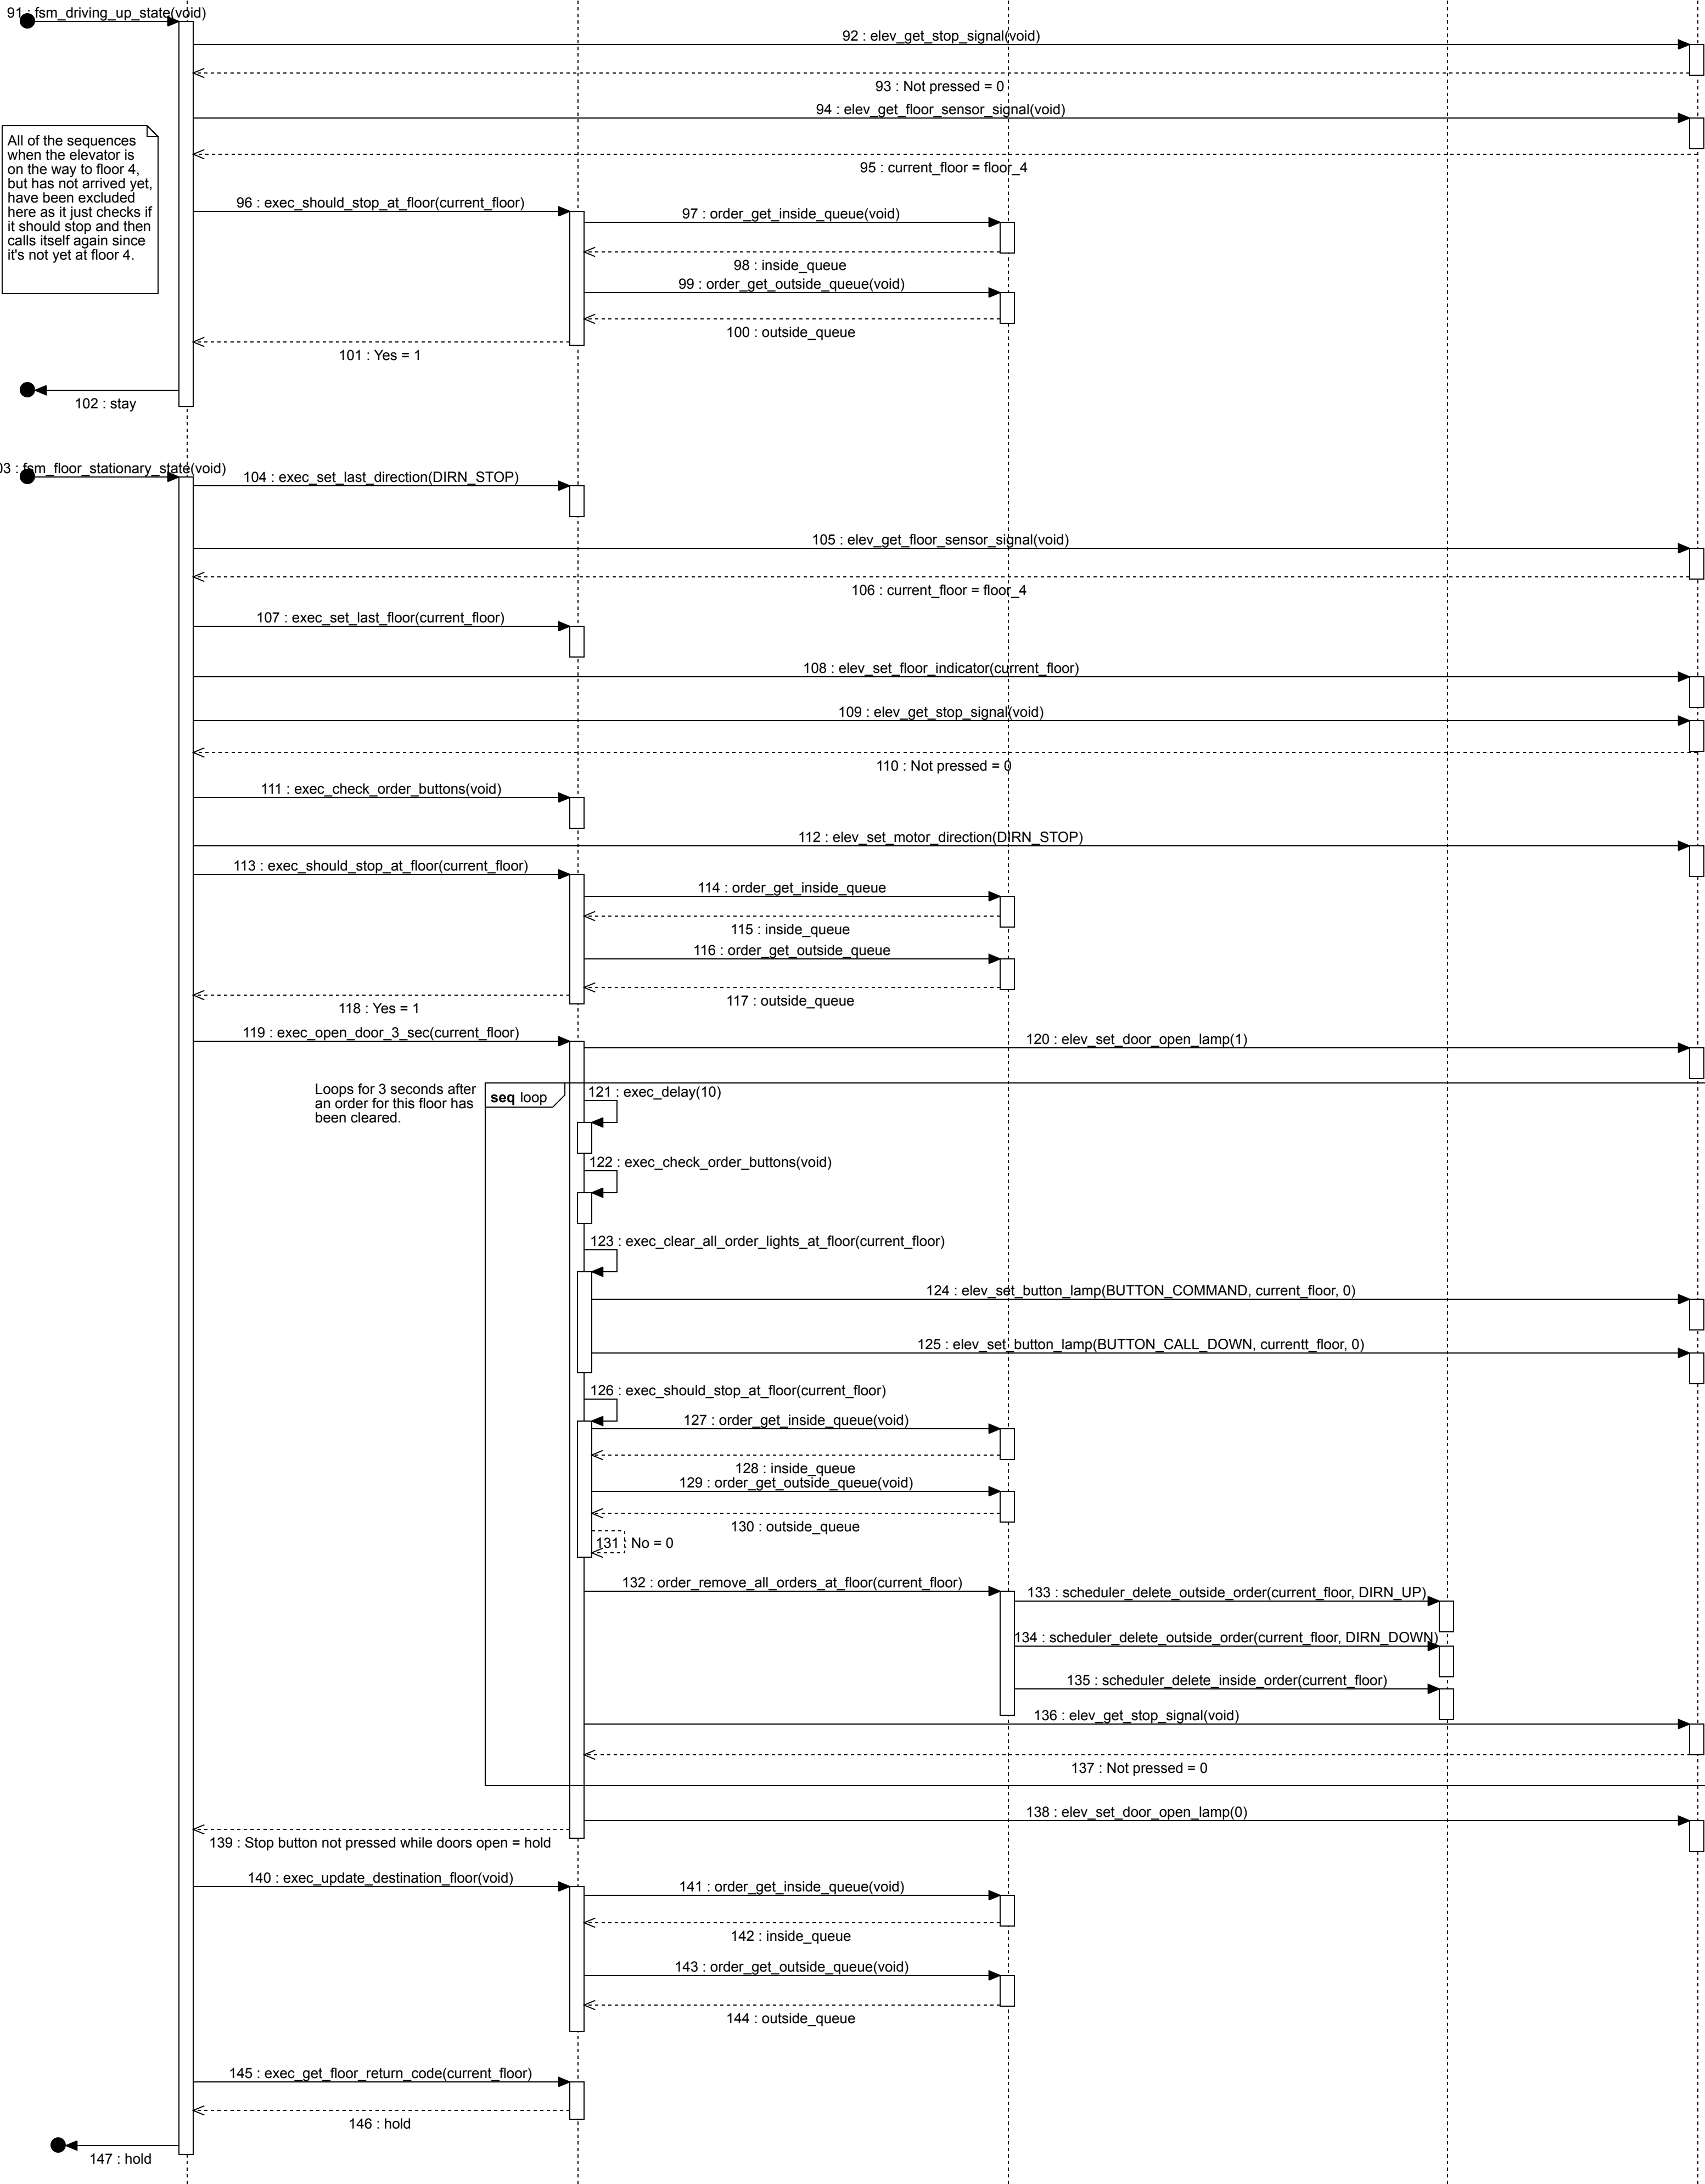 91 : fsm_driving_up_state(void)
92 : elev_get_stop_signal(void)
93 : Not pressed = 0
94 : elev_get_floor_sensor_signal(void)
All of the sequences
when the elevator is
on the way to floor 4,
but has not arrived yet,
have been excluded
here as it just checks if
it should stop and then
calls itself again since
it's not yet at floor 4.
95 : current_floor = floor_4
96 : exec_should_stop_at_floor(current_floor)
97 : order_get_inside_queue(void)
98 : inside_queue
99 : order_get_outside_queue(void)
100 : outside_queue
101 : Yes = 1
102 : stay
03 : fsm_floor_stationary_state(void)
104 : exec_set_last_direction(DIRN_STOP)
105 : elev_get_floor_sensor_signal(void)
106 : current_floor = floor_4
107 : exec_set_last_floor(current_floor)
108 : elev_set_floor_indicator(current_floor)
109 : elev_get_stop_signal(void)
110 : Not pressed = 0
111 : exec_check_order_buttons(void)
112 : elev_set_motor_direction(DIRN_STOP)
113 : exec_should_stop_at_floor(current_floor)
114 : order_get_inside_queue
115 : inside_queue
116 : order_get_outside_queue
117 : outside_queue
118 : Yes = 1
119 : exec_open_door_3_sec(current_floor)
120 : elev_set_door_open_lamp(1)
Loops for 3 seconds after
an order for this floor has
been cleared.
seq loop
121 : exec_delay(10)
122 : exec_check_order_buttons(void)
123 : exec_clear_all_order_lights_at_floor(current_floor)
124 : elev_set_button_lamp(BUTTON_COMMAND, current_floor, 0)
125 : elev_set_button_lamp(BUTTON_CALL_DOWN, currentt_floor, 0)
126 : exec_should_stop_at_floor(current_floor)
127 : order_get_inside_queue(void)
128 : inside_queue
129 : order_get_outside_queue(void)
130 : outside_queue
131 : No = 0
132 : order_remove_all_orders_at_floor(current_floor)
133 : scheduler_delete_outside_order(current_floor, DIRN_UP)
134 : scheduler_delete_outside_order(current_floor, DIRN_DOWN)
135 : scheduler_delete_inside_order(current_floor)
136 : elev_get_stop_signal(void)
137 : Not pressed = 0
138 : elev_set_door_open_lamp(0)
139 : Stop button not pressed while doors open = hold
140 : exec_update_destination_floor(void)
141 : order_get_inside_queue(void)
142 : inside_queue
143 : order_get_outside_queue(void)
144 : outside_queue
145 : exec_get_floor_return_code(current_floor)
146 : hold
147 : hold